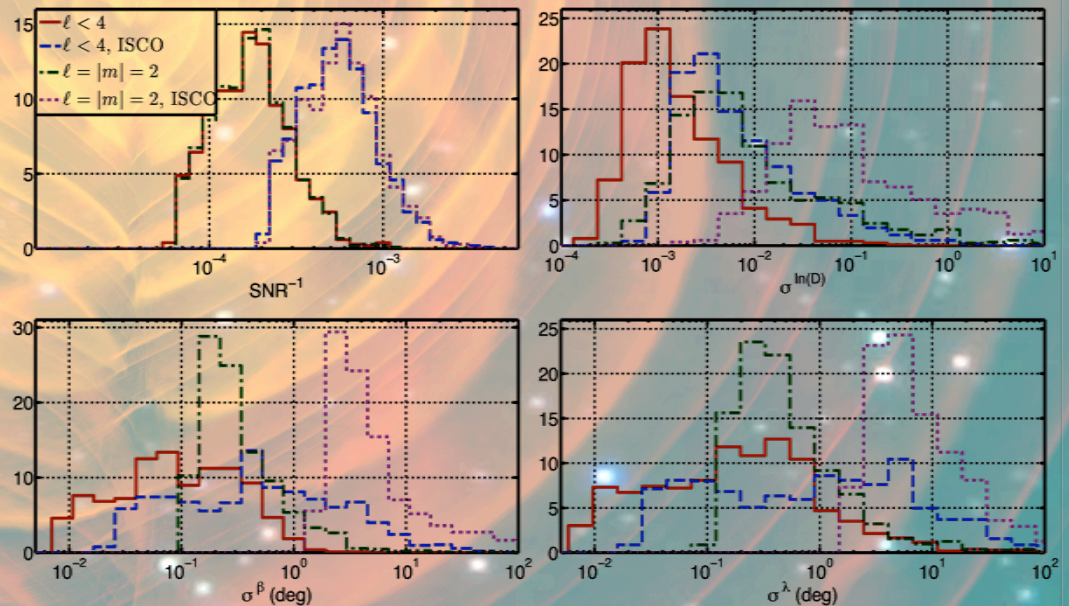 ℓ < 4
ℓ < 4, ISCO
ℓ = |m| = 2
ℓ = |m| = 2, ISCO
15
10
5
0
10⁻⁴ 10⁻³
SNR⁻¹
25
20
15
10
5
0
10⁻⁴ 10⁻³ 10⁻² 10⁻¹ 10⁰ 10¹
σ^ln(D)
30
20
10
0
10⁻² 10⁻¹ 10⁰ 10¹ 10²
σ^β (deg)
25
20
15
10
5
0
10⁻² 10⁻¹ 10⁰ 10¹ 10²
σ^λ (deg)